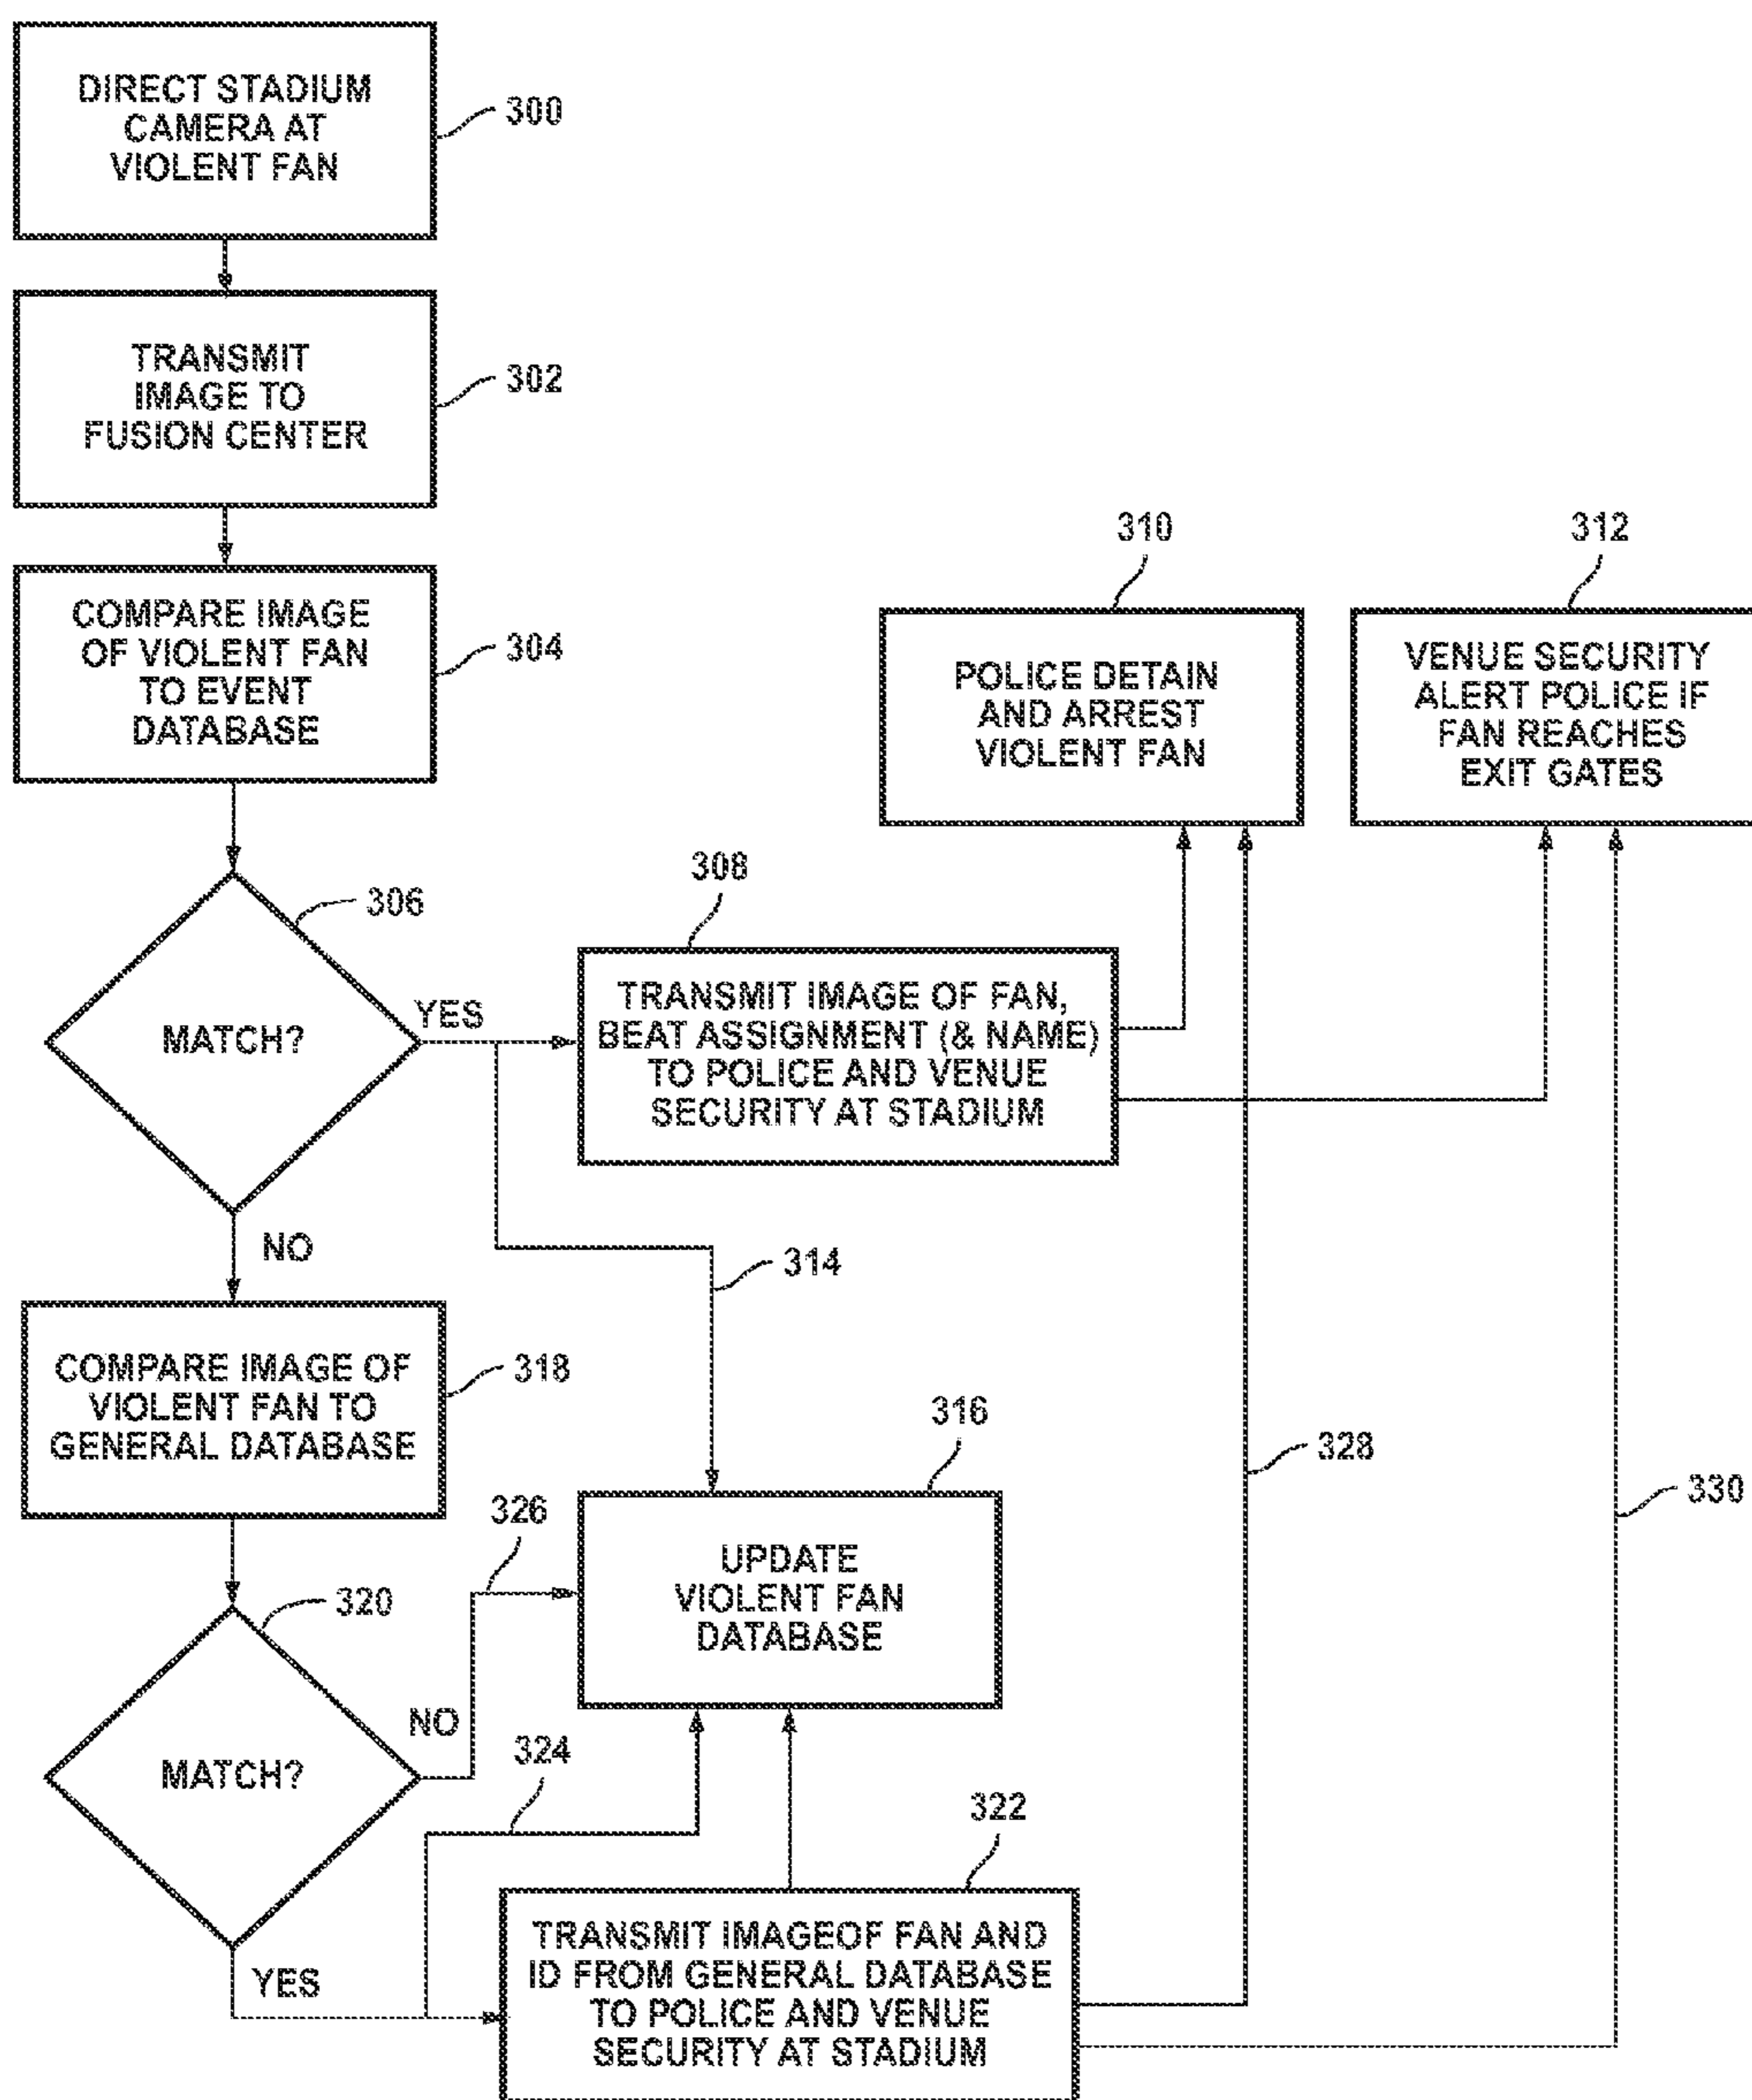 DIRECT STADIUM
CAMERA AT
VIOLENT FAN
300
TRANSMIT
IMAGE TO
FUSION CENTER
302
COMPARE IMAGE
OF VIOLENT FAN
TO EVENT
DATABASE
304
310
POLICE DETAIN
AND ARREST
VIOLENT FAN
312
VENUE SECURITY
ALERT POLICE IF
FAN REACHES
EXIT GATES
306
MATCH?
YES
308
TRANSMIT IMAGE OF FAN,
BEAT ASSIGNMENT (& NAME)
TO POLICE AND VENUE
SECURITY AT STADIUM
NO
314
COMPARE IMAGE OF
VIOLENT FAN TO
GENERAL DATABASE
318
316
UPDATE
VIOLENT FAN
DATABASE
328
330
326
320
MATCH?
NO
324
YES
322
TRANSMIT IMAGEOF FAN AND
ID FROM GENERAL DATABASE
TO POLICE AND VENUE
SECURITY AT STADIUM